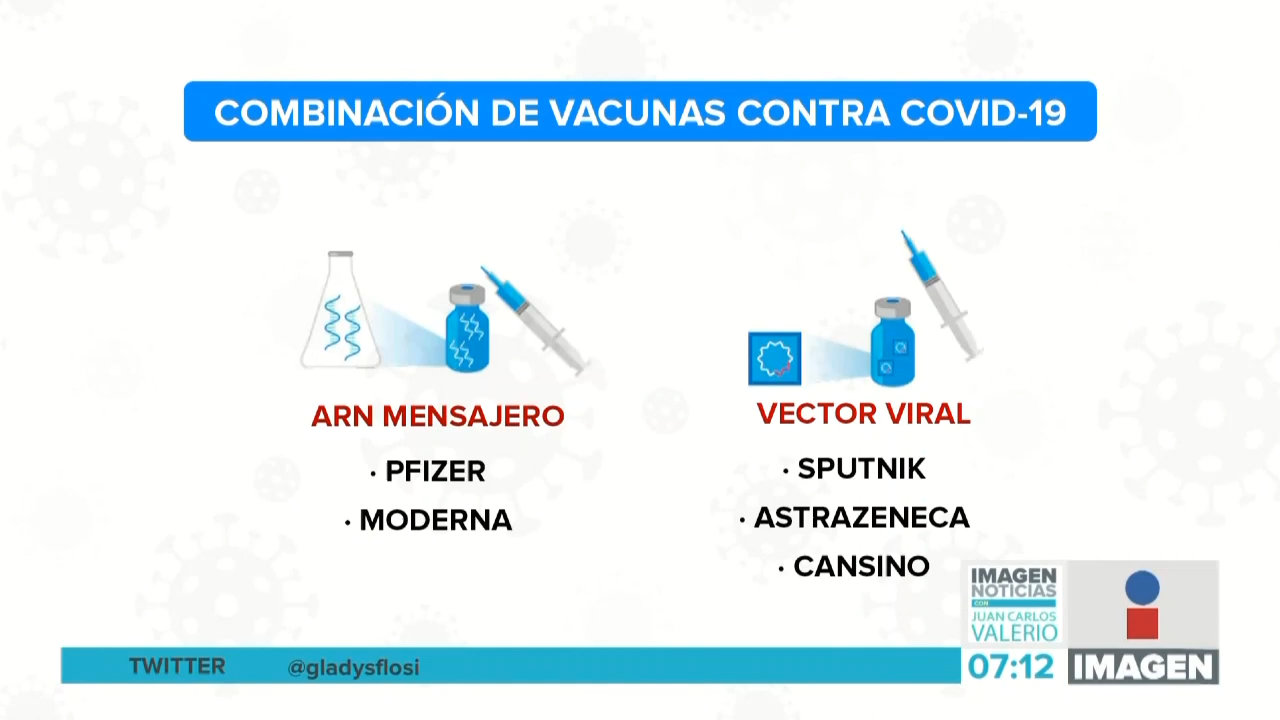 COMBINACIÓN DE VACUNAS CONTRA COVID-19
ARN MENSAJERO
· PFIZER
· MODERNA
VECTOR VIRAL
· SPUTNIK
· ASTRAZENECA
· CANSINO
IMAGEN
NOTICIAS
CON
JUAN CARLOS
VALERIO
TWITTER @gladysflosi
07:12
IMAGEN